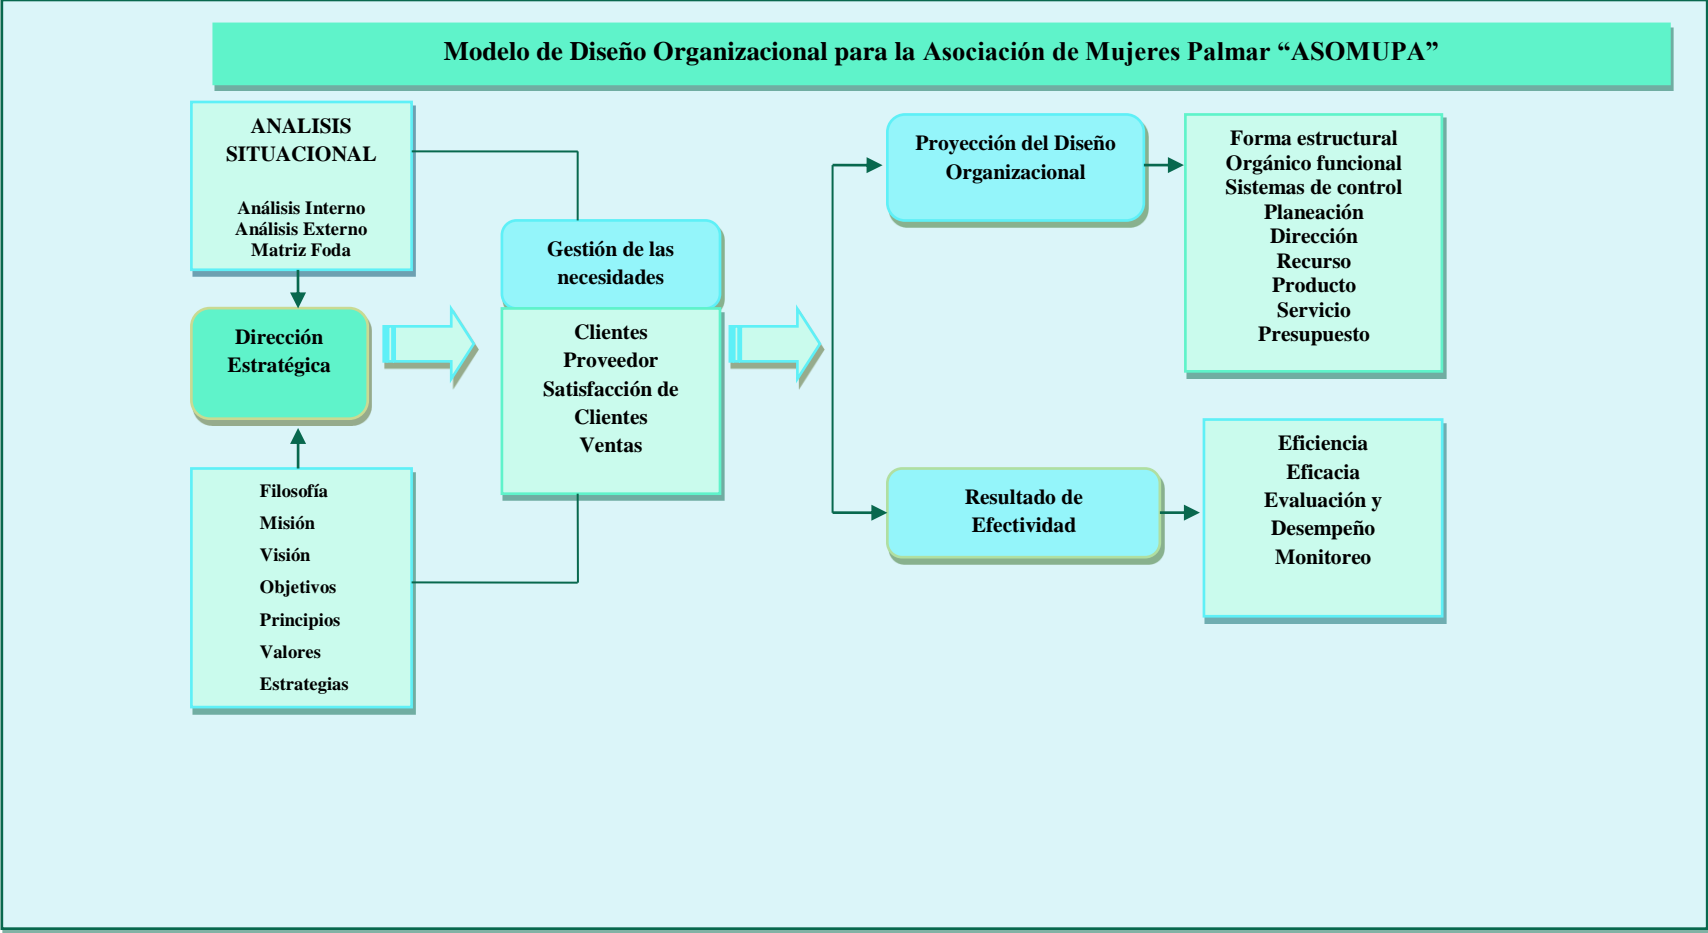 Modelo de Diseño Organizacional para la Asociación de Mujeres Palmar “ASOMUPA”
ANALISIS
SITUACIONAL
Análisis Interno
Análisis Externo
Matriz Foda
Dirección
Estratégica
Filosofía
Misión
Visión
Objetivos
Principios
Valores
Estrategias
Gestión de las
necesidades
Clientes
Proveedor
Satisfacción de
Clientes
Ventas
Proyección del Diseño
Organizacional
Forma estructural
Orgánico funcional
Sistemas de control
Planeación
Dirección
Recurso
Producto
Servicio
Presupuesto
Resultado de
Efectividad
Eficiencia
Eficacia
Evaluación y
Desempeño
Monitoreo